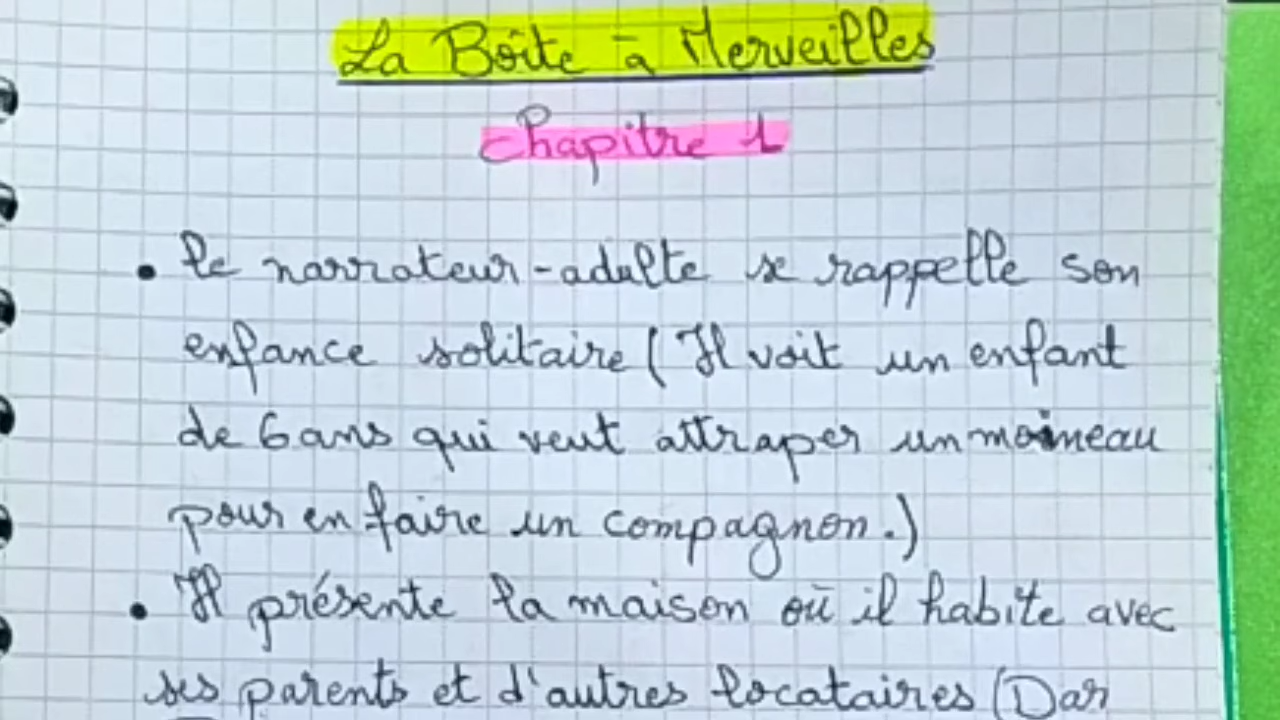 La Boîte à Merveilles
Chapitre 1
• le narrateur-adulte se rappelle son
enfance solitaire ( Il voit un enfant
de 6 ans qui veut attraper un moineau
pour en faire un compagnon.)
• Il présente la maison où il habite avec
ses parents et d'autres locataires (Dar